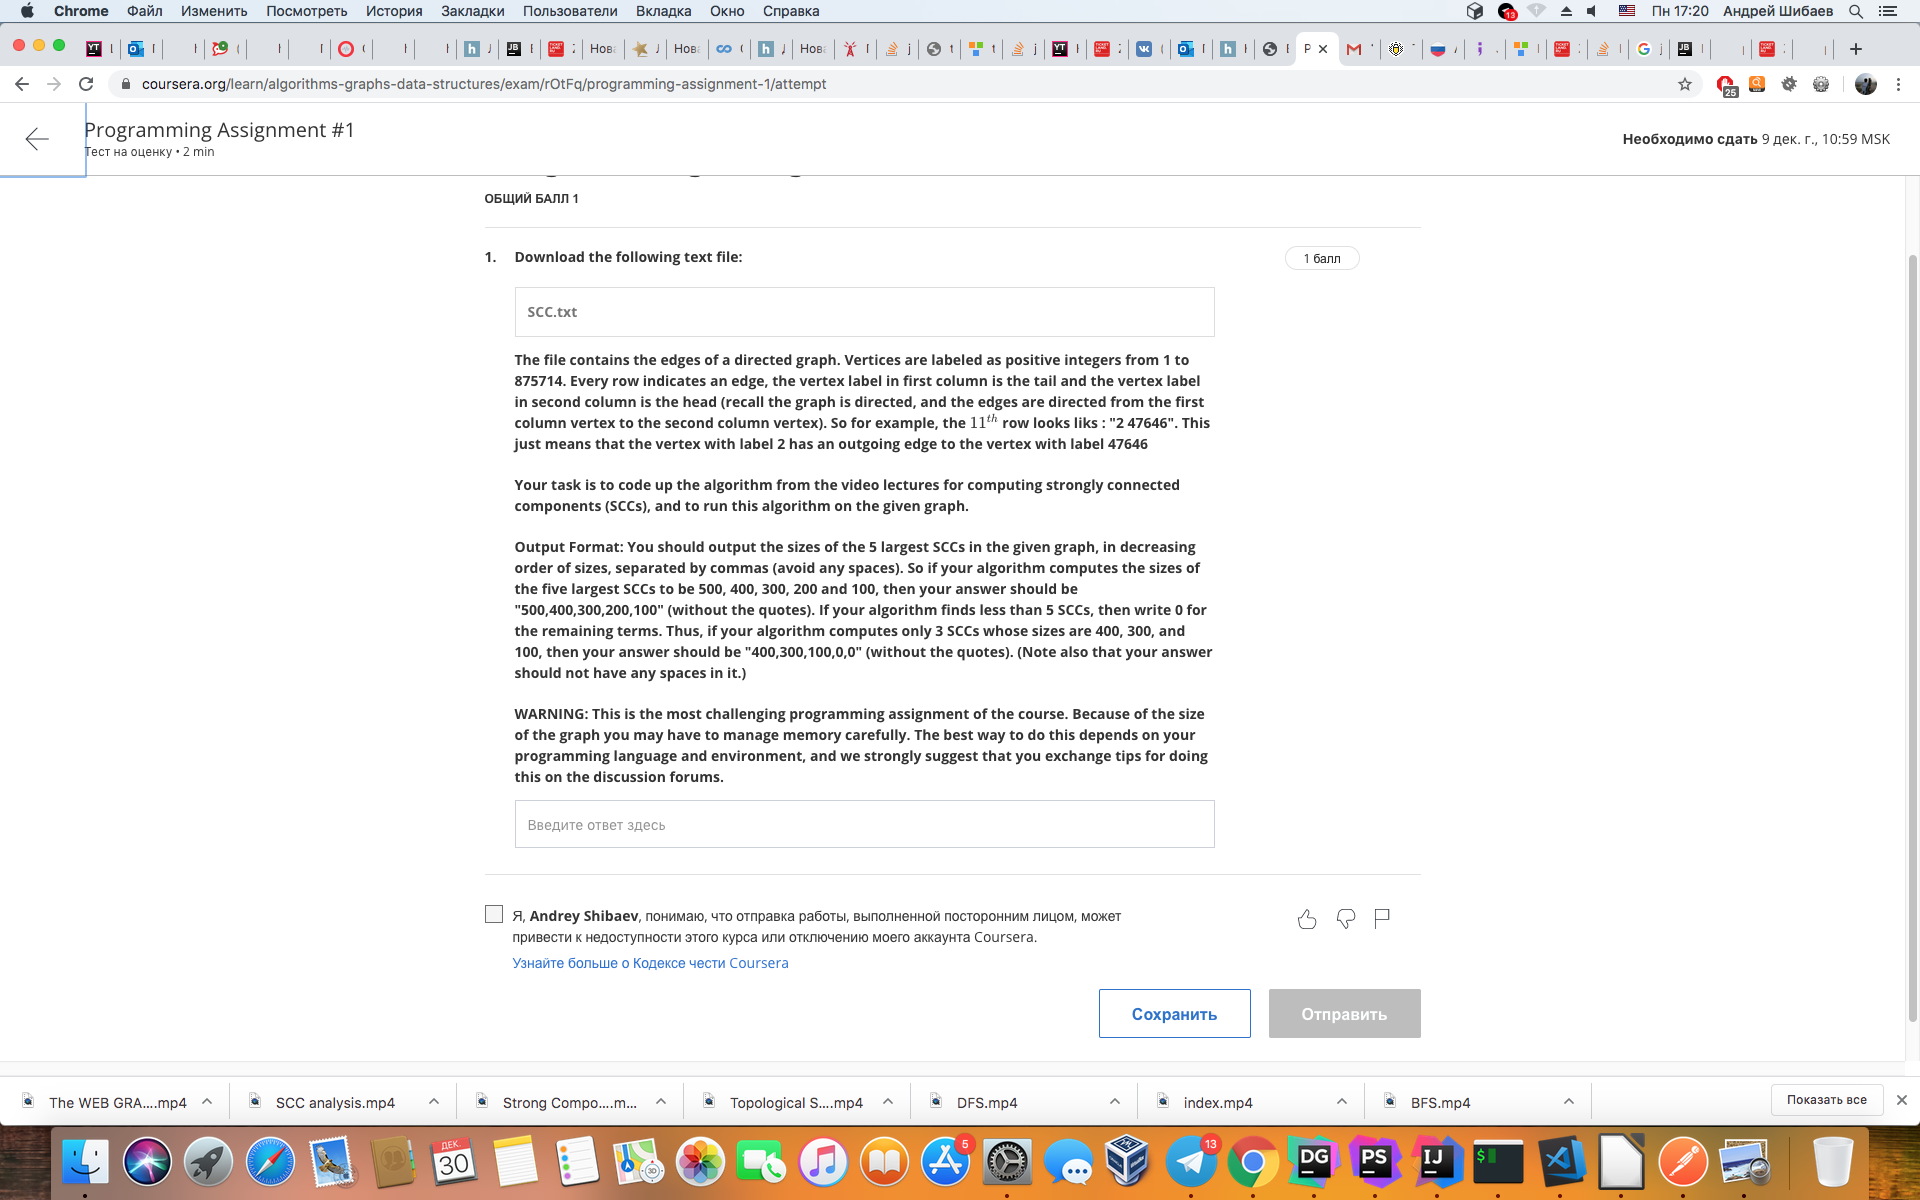 Chrome Файл Изменить Посмотреть История Закладки Пользователи Вкладка Окно Справка
13 Пн 17:20 Андрей Шибаев
coursera.org/learn/algorithms-graphs-data-structures/exam/rOtFq/programming-assignment-1/attempt
25
Programming Assignment #1
Тест на оценку • 2 min
Необходимо сдать 9 дек. г., 10:59 MSK
ОБЩИЙ БАЛЛ 1
1. Download the following text file:
1 балл
SCC.txt
The file contains the edges of a directed graph. Vertices are labeled as positive integers from 1 to
875714. Every row indicates an edge, the vertex label in first column is the tail and the vertex label
in second column is the head (recall the graph is directed, and the edges are directed from the first
column vertex to the second column vertex). So for example, the 11th row looks liks : "2 47646". This
just means that the vertex with label 2 has an outgoing edge to the vertex with label 47646
Your task is to code up the algorithm from the video lectures for computing strongly connected
components (SCCs), and to run this algorithm on the given graph.
Output Format: You should output the sizes of the 5 largest SCCs in the given graph, in decreasing
order of sizes, separated by commas (avoid any spaces). So if your algorithm computes the sizes of
the five largest SCCs to be 500, 400, 300, 200 and 100, then your answer should be
"500,400,300,200,100" (without the quotes). If your algorithm finds less than 5 SCCs, then write 0 for
the remaining terms. Thus, if your algorithm computes only 3 SCCs whose sizes are 400, 300, and
100, then your answer should be "400,300,100,0,0" (without the quotes). (Note also that your answer
should not have any spaces in it.)
WARNING: This is the most challenging programming assignment of the course. Because of the size
of the graph you may have to manage memory carefully. The best way to do this depends on your
programming language and environment, and we strongly suggest that you exchange tips for doing
this on the discussion forums.
Введите ответ здесь
Я, Andrey Shibaev, понимаю, что отправка работы, выполненной посторонним лицом, может
привести к недоступности этого курса или отключению моего аккаунта Coursera.
Узнайте больше о Кодексе чести Coursera
Сохранить Отправить
The WEB GRA....mp4 SCC analysis.mp4 Strong Compo....m... Topological S....mp4 DFS.mp4 index.mp4 BFS.mp4 Показать все
ДЕК. 30 3D 5 13 DG PS IJ $